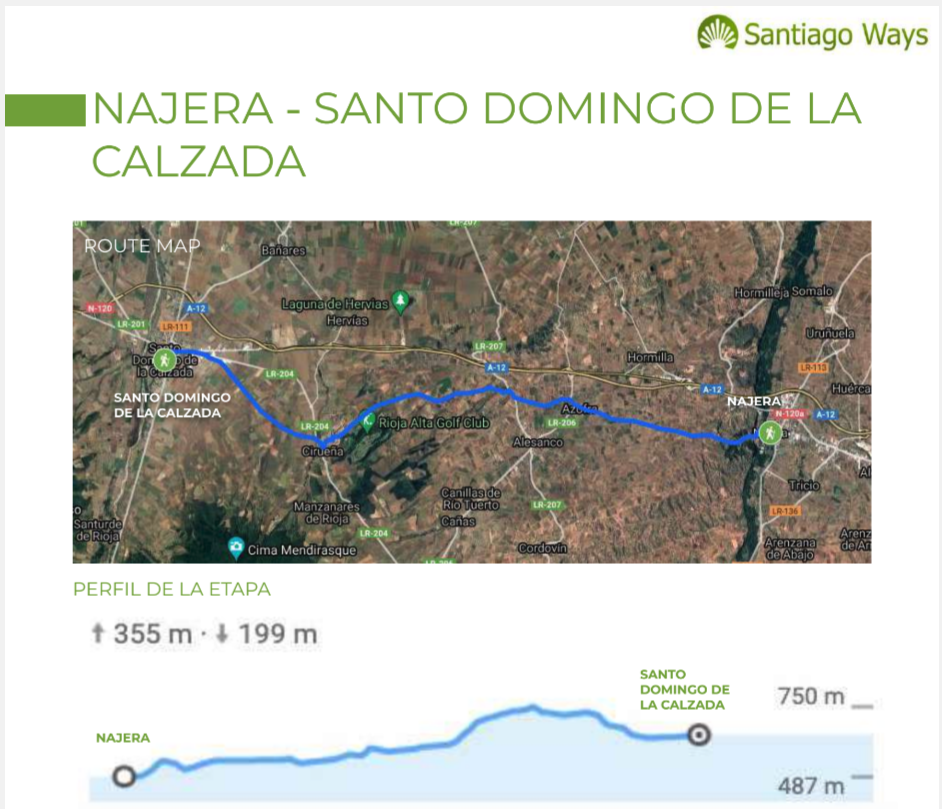 Santiago Ways
NAJERA - SANTO DOMINGO DE LA
CALZADA
ROUTE MAP
LR-207
Bañares
Hormilleja Somalo
Laguna de Hervias
Hervías
N-120
A-12
LR-201
LR-111
Uruñuela
LR-207
Hormilla
Santo
Domingo de
la Calzada
A-12
LR-204
LR-113
A-12
Huérca
SANTO DOMINGO
DE LA CALZADA
NAJERA
Azofra
N-120a
A-12
Rioja Alta Golf Club
LR-206
LR-204
Alesanco
Cirueña
Tricio
Canillas de
Río Tuerto
Manzanares
de Rioja
LR-207
LR-136
Cañas
Santurde
de Rioja
LR-204
Cordovín
Cima Mendirasque
Arenzana
de Abajo
PERFIL DE LA ETAPA
↑ 355 m · ↓ 199 m
SANTO
DOMINGO DE
LA CALZADA
750 m
NAJERA
487 m